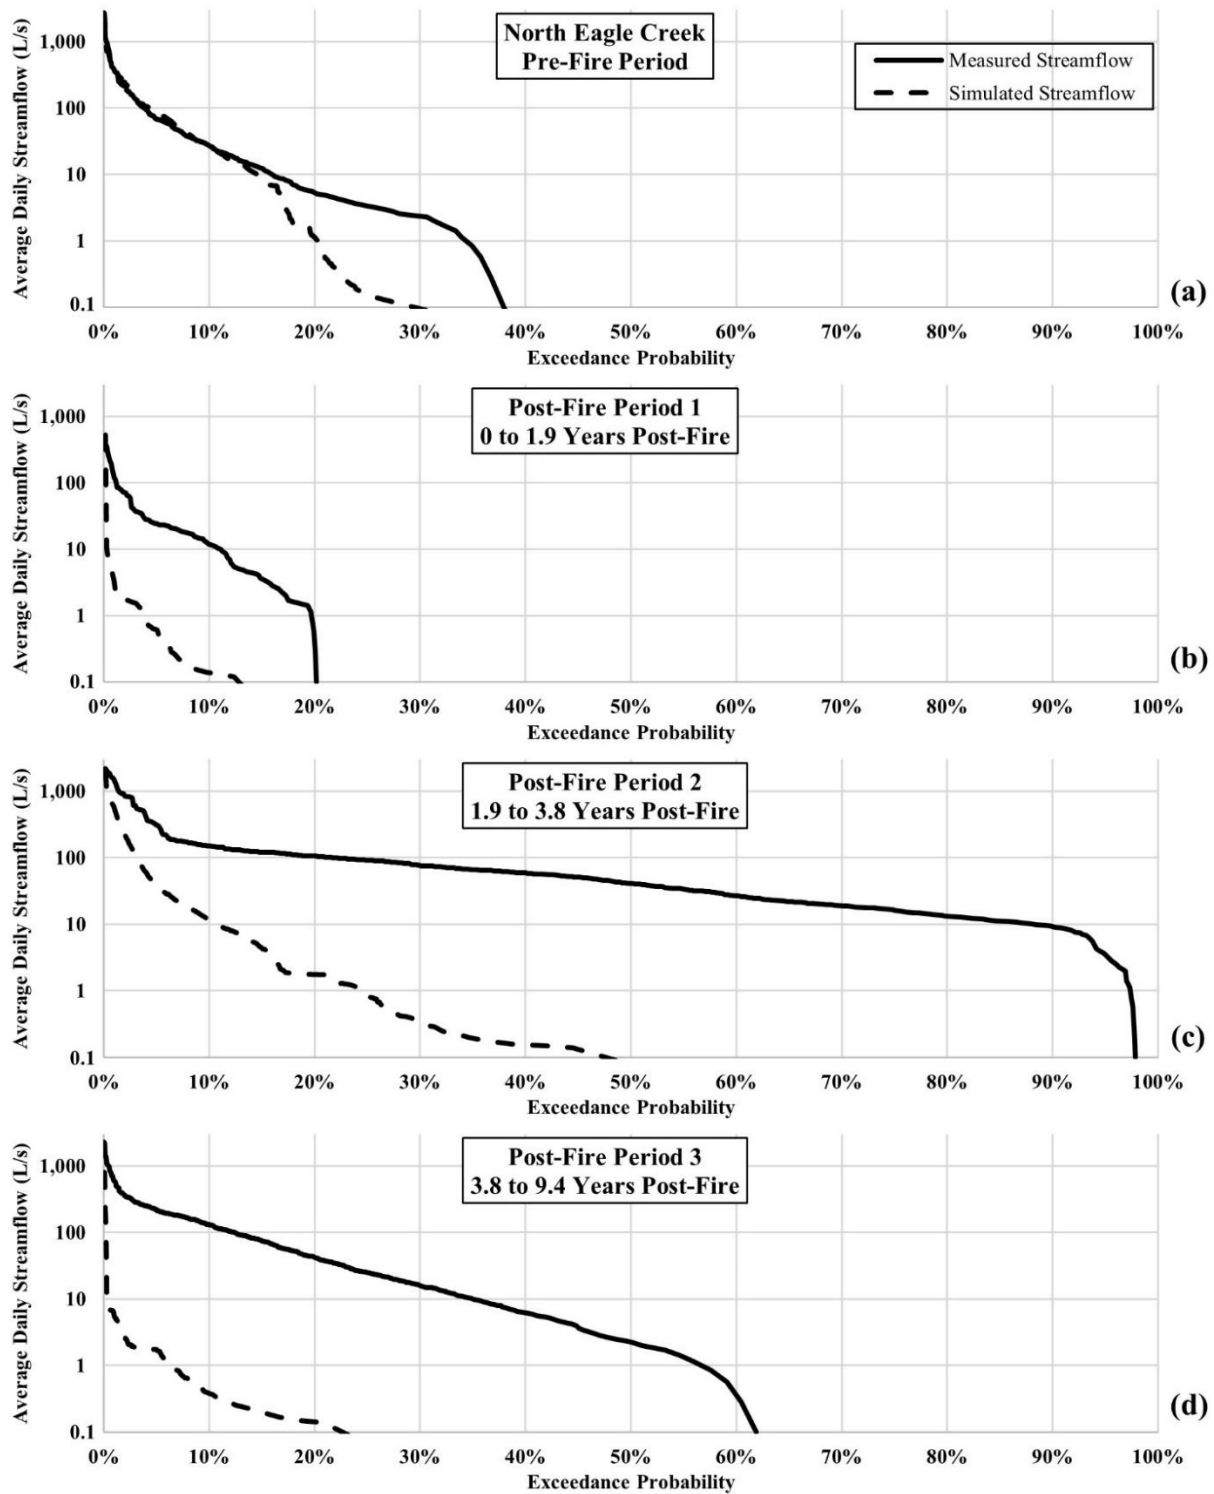 North Eagle Creek
Pre-Fire Period
Measured Streamflow
Simulated Streamflow
Average Daily Streamflow (L/s)
1,000
100
10
1
0.1
0% 10% 20% 30% 40% 50% 60% 70% 80% 90% 100%
Exceedance Probability
(a)
Post-Fire Period 1
0 to 1.9 Years Post-Fire
Average Daily Streamflow (L/s)
1,000
100
10
1
0.1
0% 10% 20% 30% 40% 50% 60% 70% 80% 90% 100%
Exceedance Probability
(b)
Post-Fire Period 2
1.9 to 3.8 Years Post-Fire
Average Daily Streamflow (L/s)
1,000
100
10
1
0.1
0% 10% 20% 30% 40% 50% 60% 70% 80% 90% 100%
Exceedance Probability
(c)
Post-Fire Period 3
3.8 to 9.4 Years Post-Fire
Average Daily Streamflow (L/s)
1,000
100
10
1
0.1
0% 10% 20% 30% 40% 50% 60% 70% 80% 90% 100%
Exceedance Probability
(d)